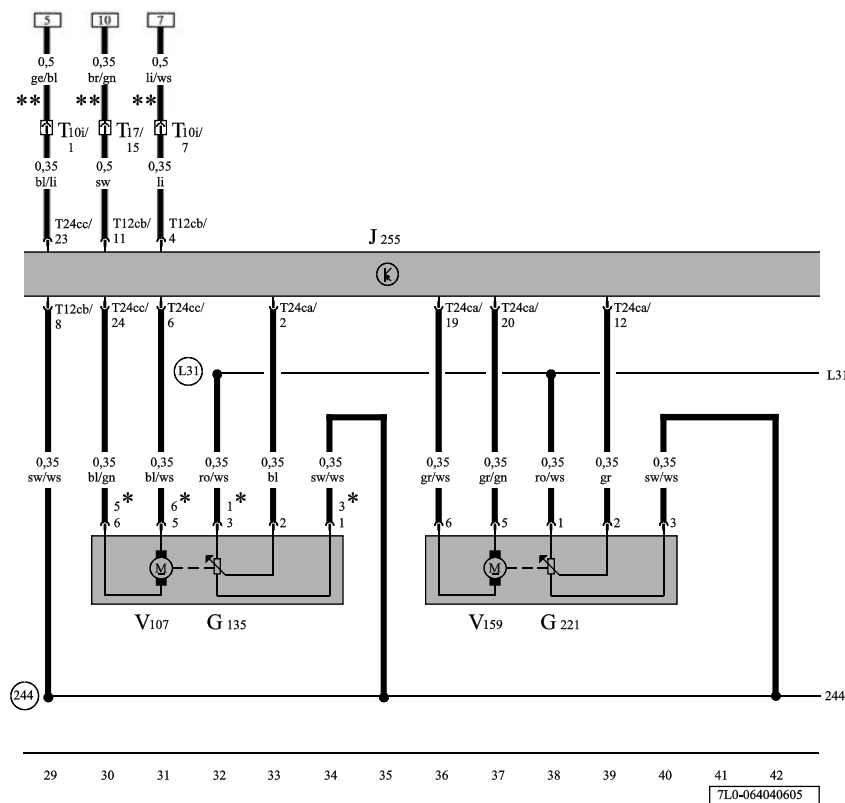 5 10 7
0,5 0,35 0,5
ge/bl br/gn li/ws
** ** **
T10i/ T17/ T10i/
1 15 7
0,35 0,5 0,35
bl/li sw li
T24cc/ T12cb/ T12cb/
23 11 4
J 255
T12cb/ T24cc/ T24cc/ T24ca/ T24ca/ T24ca/ T24ca/
8 24 6 2 19 20 12
L31 L31
0,35 0,35 0,35 0,35 0,35 0,35 0,35 0,35 0,35 0,35 0,35
sw/ws bl/gn bl/ws ro/ws bl sw/ws gr/ws gr/gn ro/ws gr sw/ws
5* 6* 1* 3*
6 5 3 2 1 6 5 1 2 3
M M
V107 G 135 V159 G 221
244 244
29 30 31 32 33 34 35 36 37 38 39 40 41 42
7L0-064040605